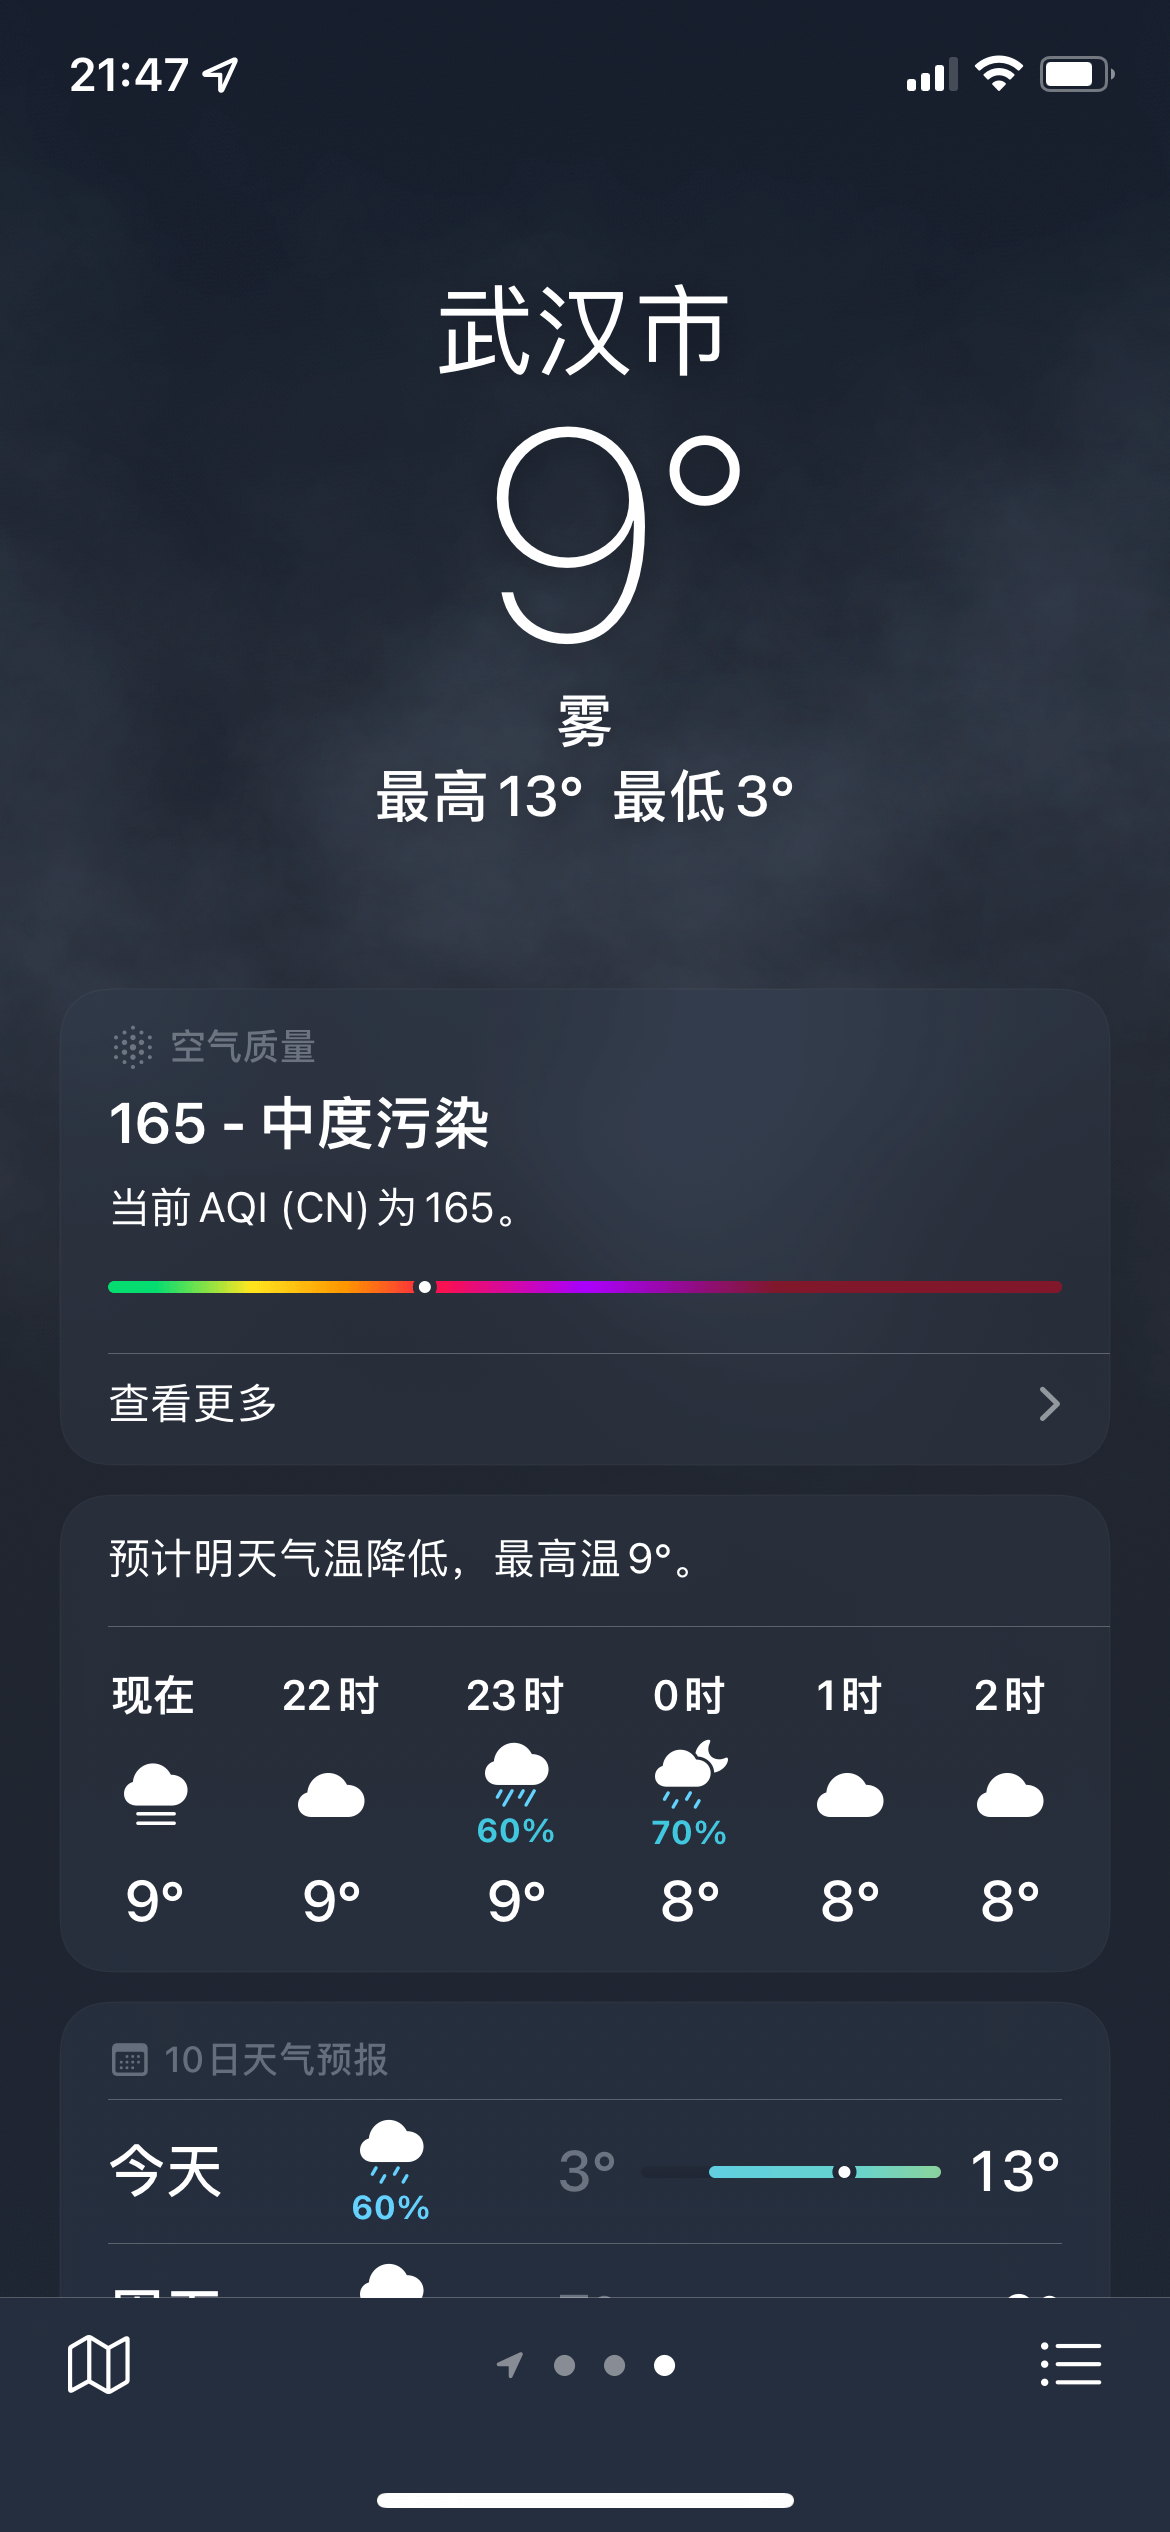 21:47
武汉市
9°
雾
最高13° 最低3°
空气质量
165 - 中度污染
当前 AQI (CN) 为 165。
查看更多
预计明天气温降低，最高温 9°。
现在 22时 23时 0时 1时 2时
60% 70%
9° 9° 9° 8° 8° 8°
10日天气预报
今天 60% 3° 13°